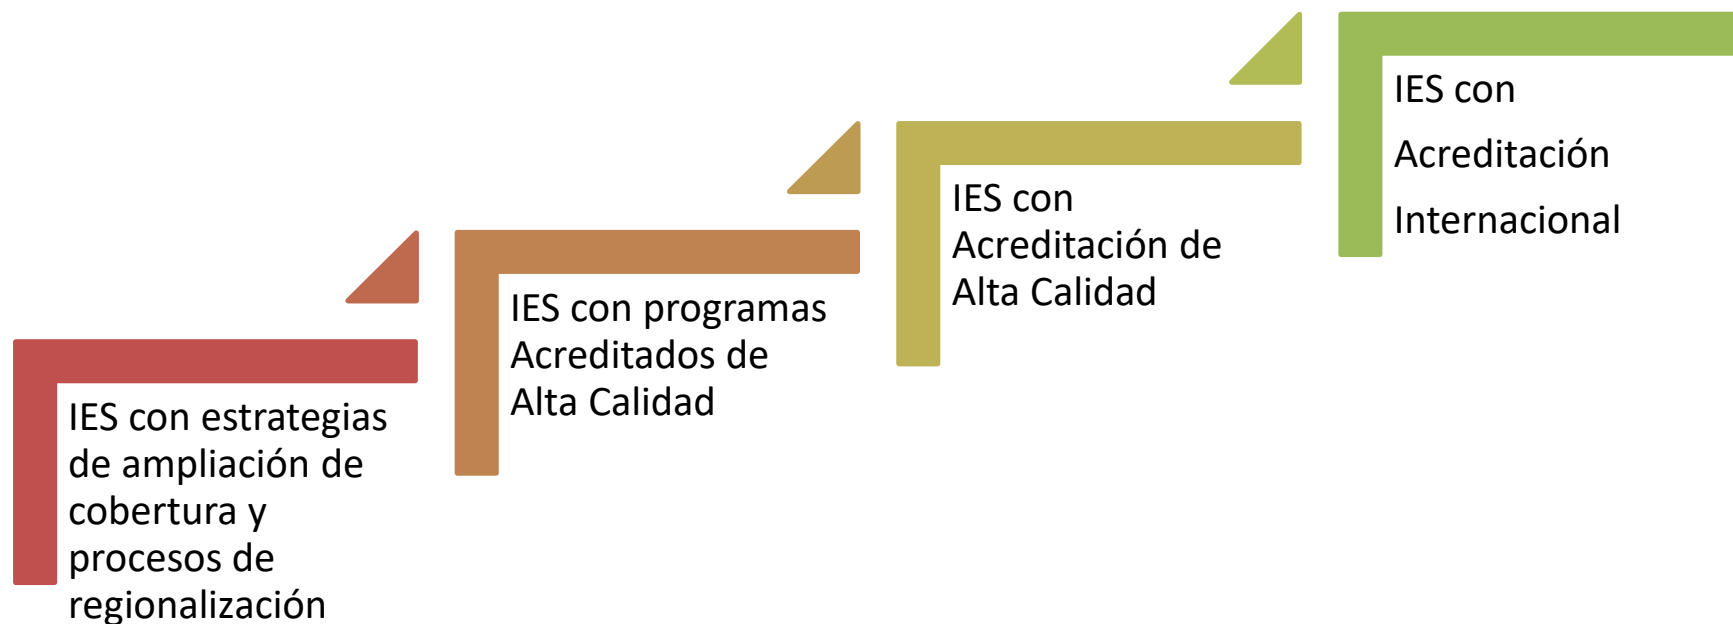 IES con estrategias
de ampliación de
cobertura y
procesos de
regionalización
IES con programas
Acreditados de
Alta Calidad
IES con
Acreditación de
Alta Calidad
IES con
Acreditación
Internacional